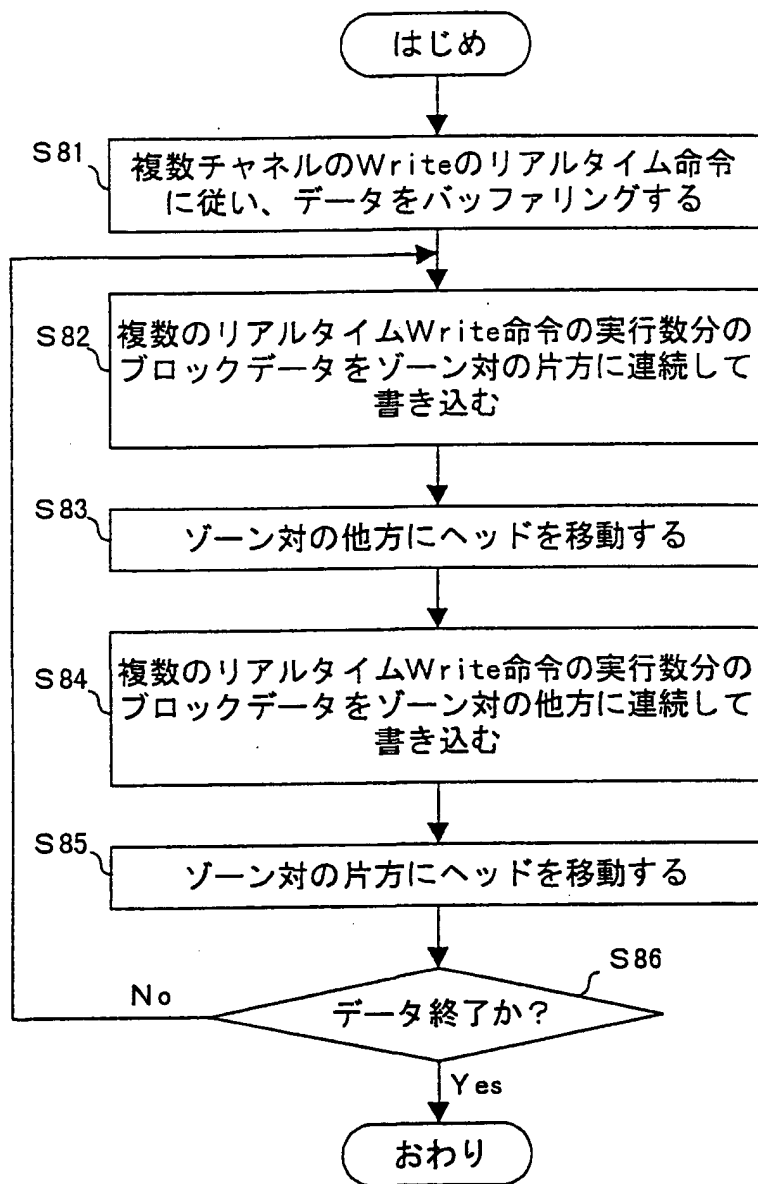 はじめ
S81
複数チャネルのWriteのリアルタイム命令
に従い、データをバッファリングする
S82
複数のリアルタイムWrite命令の実行数分の
ブロックデータをゾーン対の片方に連続して
書き込む
S83
ゾーン対の他方にヘッドを移動する
S84
複数のリアルタイムWrite命令の実行数分の
ブロックデータをゾーン対の他方に連続して
書き込む
S85
ゾーン対の片方にヘッドを移動する
S86
No
データ終了か?
Yes
おわり